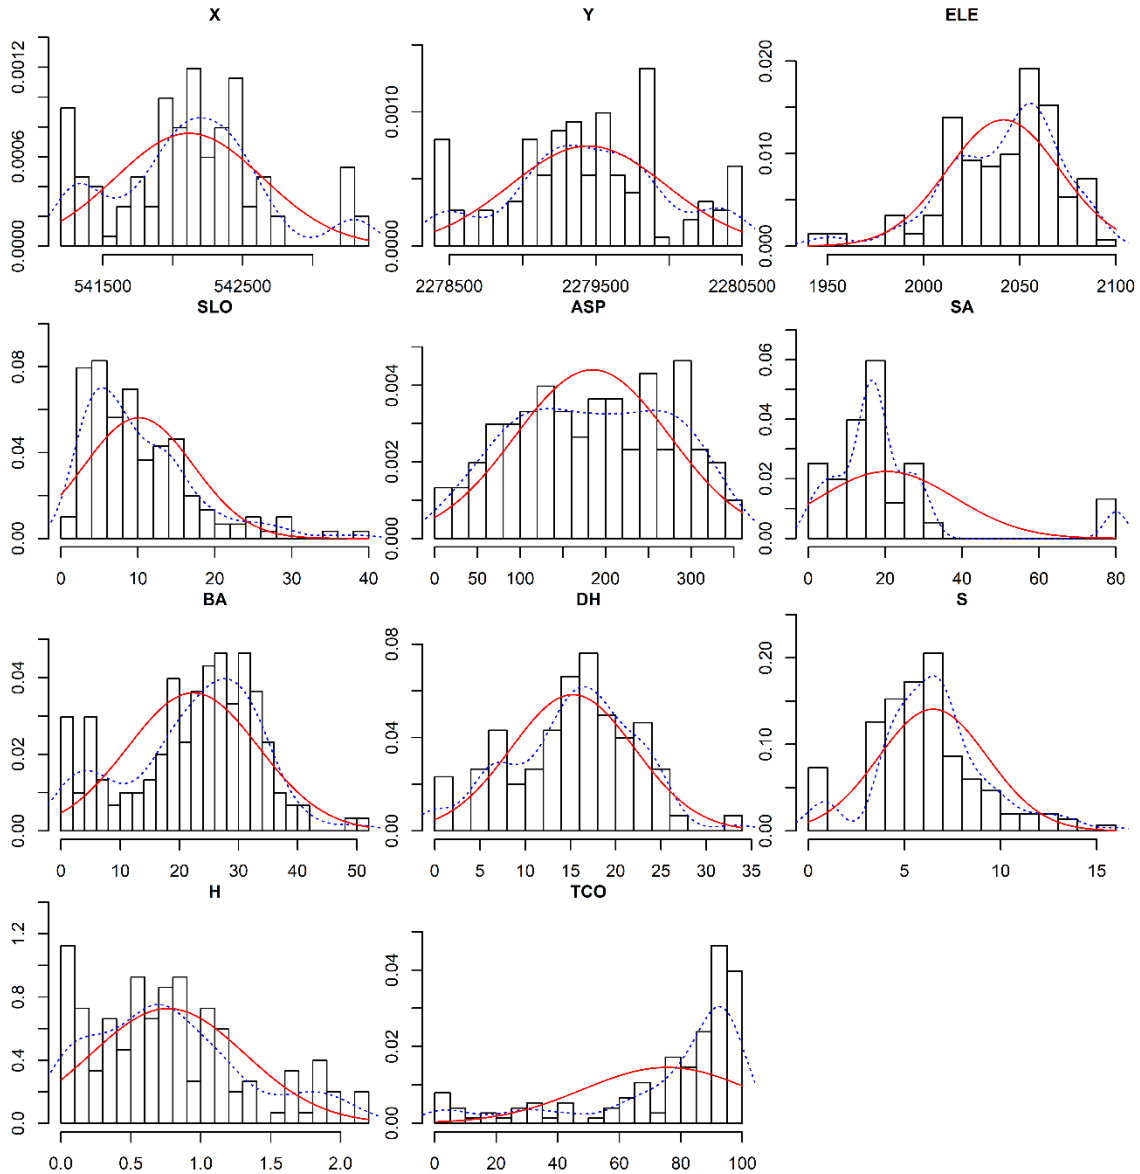 X
0.0000 0.0006 0.0012
541500 542500
Y
0.0000 0.0010
2278500 2279500 2280500
ELE
0.000 0.010 0.020
1950 2000 2050 2100
SLO
0.00 0.04 0.08
0 10 20 30 40
ASP
0.000 0.002 0.004
0 50 100 200 300
SA
0.00 0.02 0.04 0.06
0 20 40 60 80
BA
0.00 0.02 0.04
0 10 20 30 40 50
DH
0.00 0.04 0.08
0 5 10 15 20 25 30 35
S
0.00 0.10 0.20
0 5 10 15
H
0.0 0.4 0.8 1.2
0.0 0.5 1.0 1.5 2.0
TCO
0.00 0.02 0.04
0 20 40 60 80 100